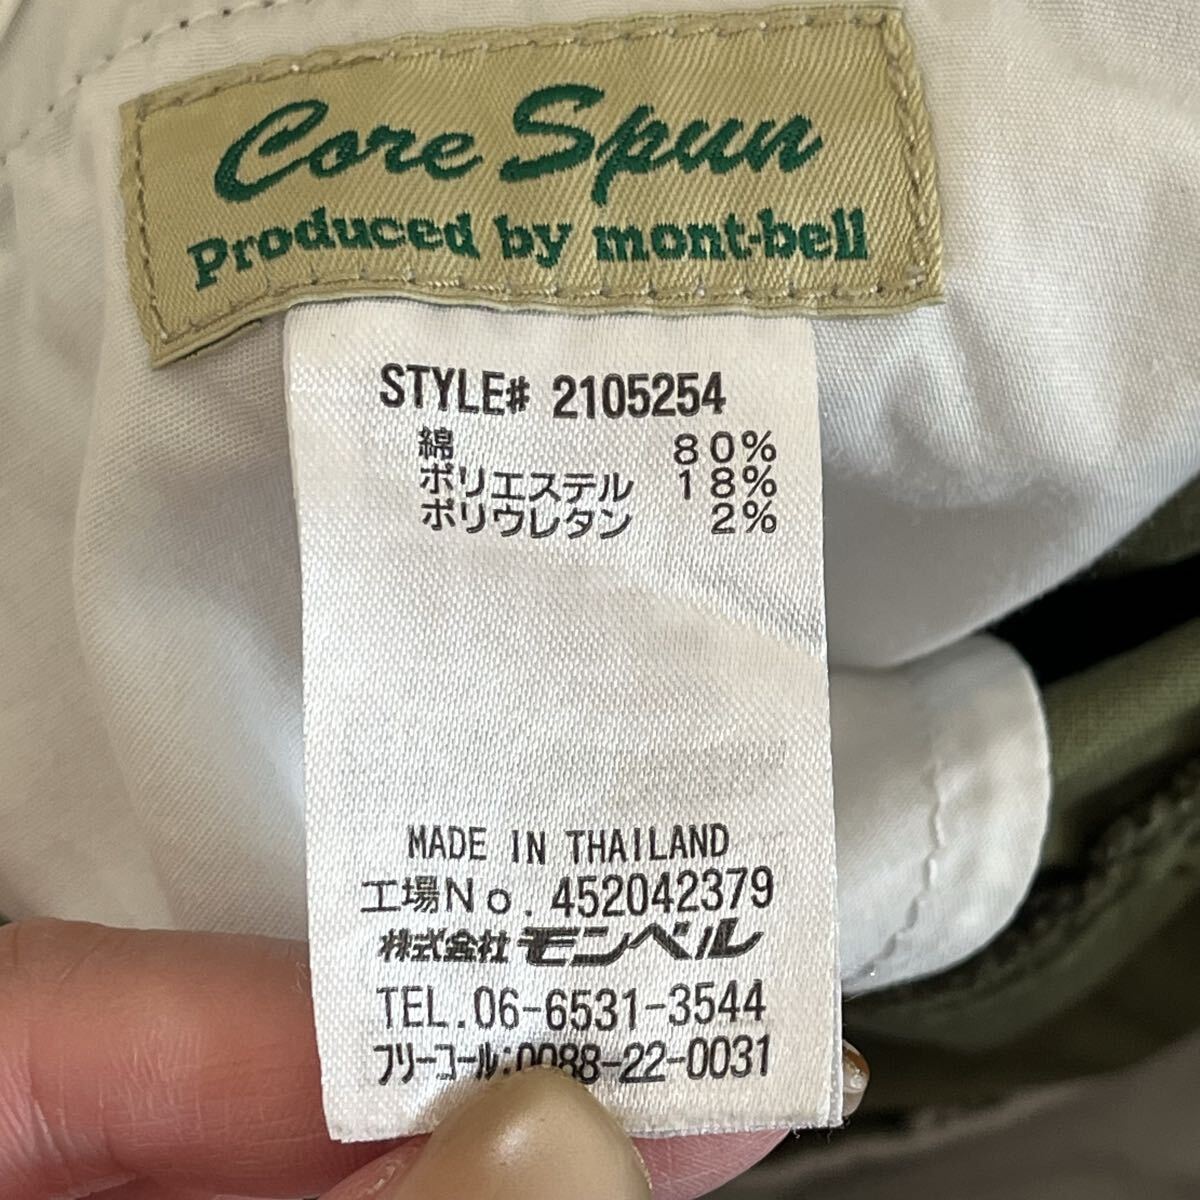 Core Spun
Produced by mont-bell
STYLE# 2105254
綿 80%
ポリエステル 18%
ポリウレタン 2%
MADE IN THAILAND
工場No. 452042379
株式会社モンベル
TEL.06-6531-3544
フリーコール:0088-22-0031